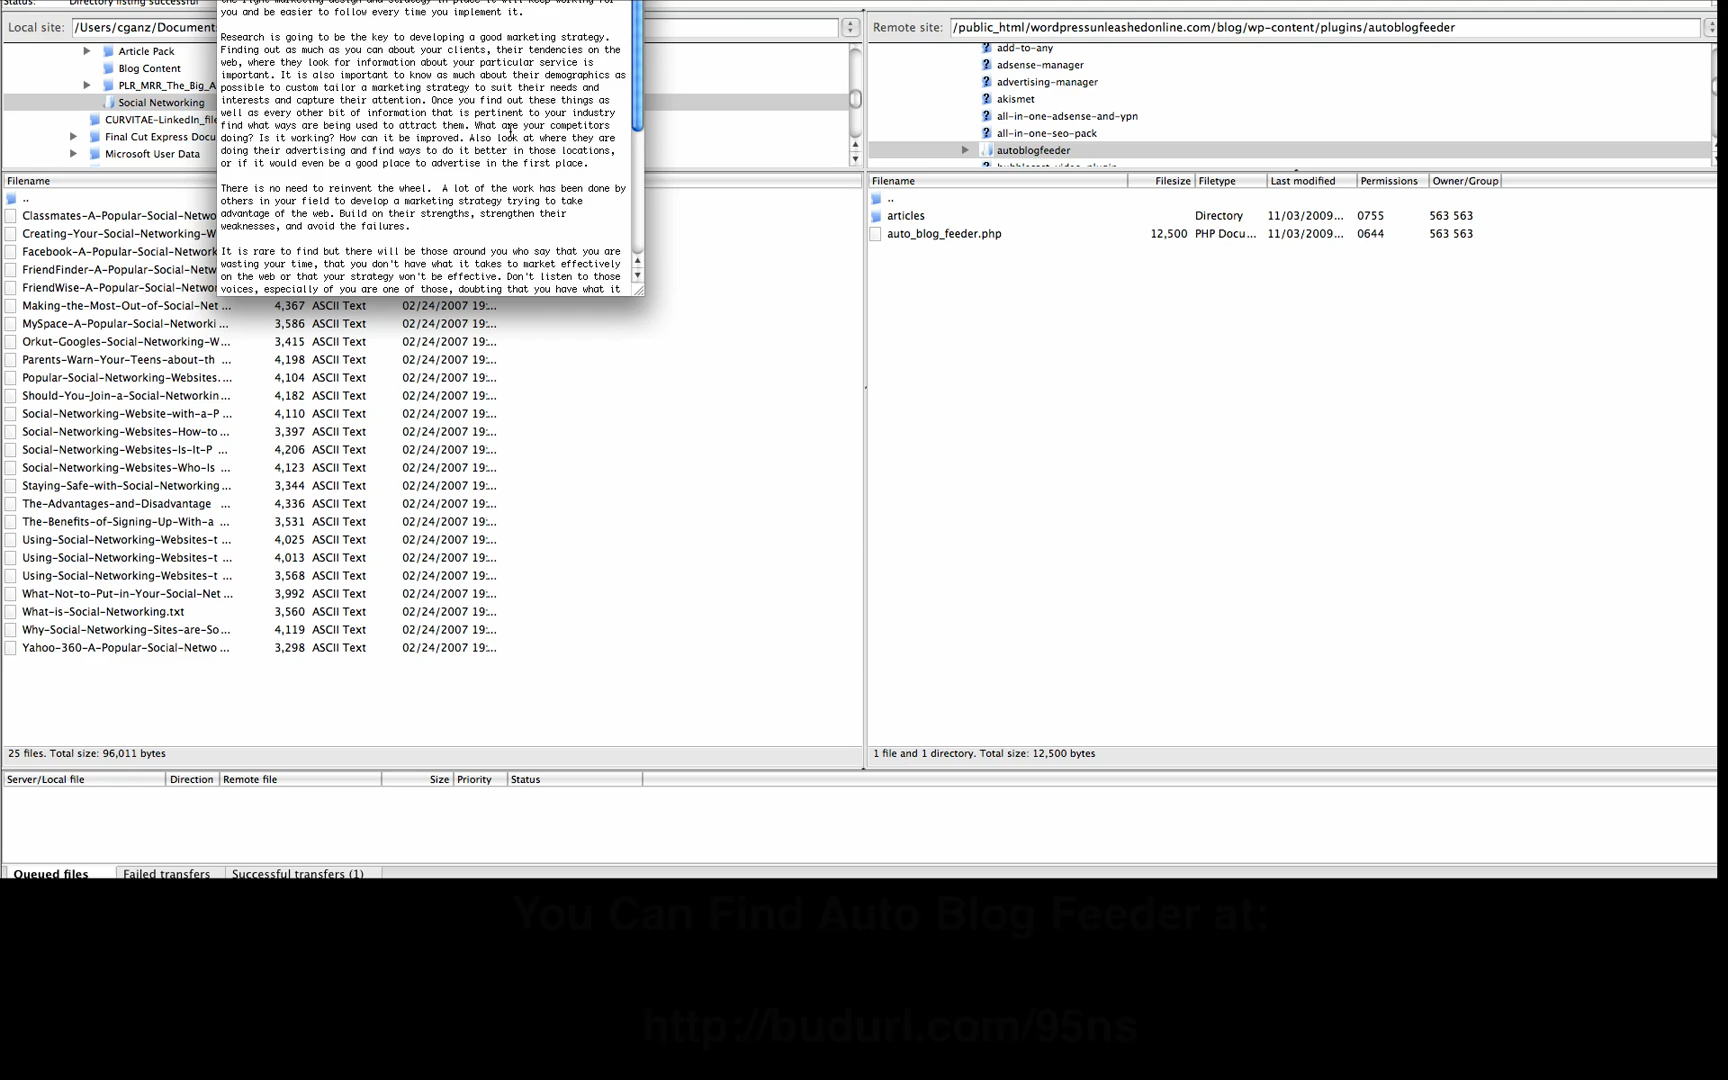 Status: Directory listing successful
Local site: /Users/cganz/Document
Article Pack
Blog Content
PLR_MRR_The_Big_A
Social Networking
CURVITAE-LinkedIn_file
Final Cut Express Docu
Microsoft User Data
you and be easier to follow every time you implement it.
Research is going to be the key to developing a good marketing strategy.
Finding out as much as you can about your clients, their tendencies on the
web, where they look for information about your particular service is
important. It is also important to know as much about their demographics as
possible to custom tailor a marketing strategy to suit their needs and
interests and capture their attention. Once you find out these things as
well as every other bit of information that is pertinent to your industry
find what ways are being used to attract them. What are your competitors
doing? Is it working? How can it be improved. Also look at where they are
doing their advertising and find ways to do it better in those locations,
or if it would even be a good place to advertise in the first place.
There is no need to reinvent the wheel. A lot of the work has been done by
others in your field to develop a marketing strategy trying to take
advantage of the web. Build on their strengths, strengthen their
weaknesses, and avoid the failures.
It is rare to find but there will be those around you who say that you are
wasting your time, that you don't have what it takes to market effectively
on the web or that your strategy won't be effective. Don't listen to those
voices, especially of you are one of those, doubting that you have what it
Remote site: /public_html/wordpressunleashedonline.com/blog/wp-content/plugins/autoblogfeeder
add-to-any
adsense-manager
advertising-manager
akismet
all-in-one-adsense-and-ypn
all-in-one-seo-pack
autoblogfeeder
Filename
..
Classmates-A-Popular-Social-Netwo
Creating-Your-Social-Network-W
Facebook-A-Popular-Social-Netw
FriendFinder-A-Popular-Social-N
FriendWise-A-Popular-Social-Net
Making-the-Most-Out-of-Social-Net 4,367 ASCII Text 02/24/2007 19:...
MySpace-A-Popular-Social-Networki ... 3,586 ASCII Text 02/24/2007 19:...
Orkut-Googles-Social-Networking-W... 3,415 ASCII Text 02/24/2007 19:...
Parents-Warn-Your-Teens-about-th ... 4,198 ASCII Text 02/24/2007 19:...
Popular-Social-Networking-Websites. ... 4,104 ASCII Text 02/24/2007 19:...
Should-You-Join-a-Social-Networkin ... 4,182 ASCII Text 02/24/2007 19:...
Social-Networking-Website-with-a-P ... 4,110 ASCII Text 02/24/2007 19:...
Social-Networking-Websites-How-to ... 3,397 ASCII Text 02/24/2007 19:...
Social-Networking-Websites-Is-It-P ... 4,206 ASCII Text 02/24/2007 19:...
Social-Networking-Websites-Who-Is ... 4,123 ASCII Text 02/24/2007 19:...
Staying-Safe-with-Social-Networking ... 3,344 ASCII Text 02/24/2007 19:...
The-Advantages-and-Disadvantage ... 4,336 ASCII Text 02/24/2007 19:...
The-Benefits-of-Signing-Up-With-a ... 3,531 ASCII Text 02/24/2007 19:...
Using-Social-Networking-Websites-t ... 4,025 ASCII Text 02/24/2007 19:...
Using-Social-Networking-Websites-t ... 4,013 ASCII Text 02/24/2007 19:...
Using-Social-Networking-Websites-t ... 3,568 ASCII Text 02/24/2007 19:...
What-Not-to-Put-in-Your-Social-Net ... 3,992 ASCII Text 02/24/2007 19:...
What-is-Social-Networking.txt 3,560 ASCII Text 02/24/2007 19:...
Why-Social-Networking-Sites-are-So... 4,119 ASCII Text 02/24/2007 19:...
Yahoo-360-A-Popular-Social-Netwo ... 3,298 ASCII Text 02/24/2007 19:...
25 files. Total size: 96,011 bytes
Filename Filesize Filetype Last modified Permissions Owner/Group
..
articles Directory 11/03/2009... 0755 563 563
auto_blog_feeder.php 12,500 PHP Docu... 11/03/2009... 0644 563 563
1 file and 1 directory. Total size: 12,500 bytes
Server/Local file Direction Remote file Size Priority Status
Queued files Failed transfers Successful transfers (1)
You Can Find Auto Blog Feeder at:
http://budurl.com/95ns